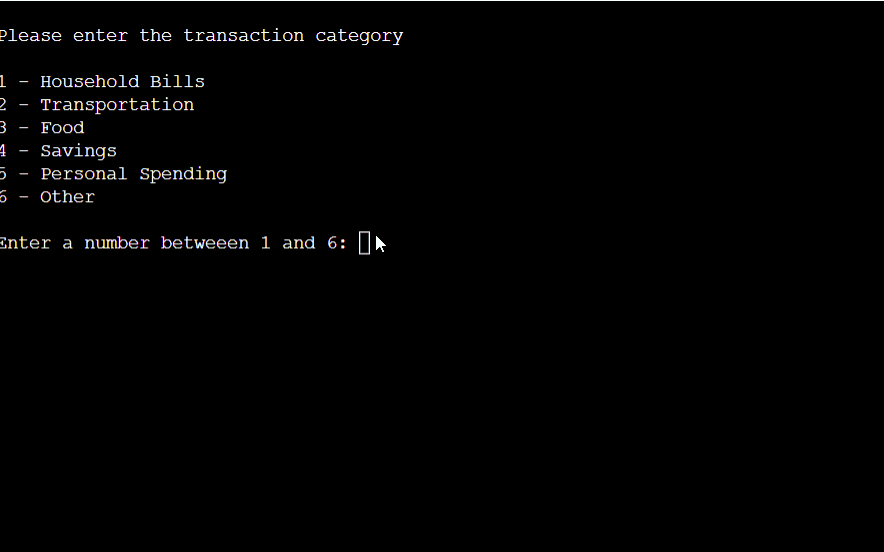 Please enter the transaction category
1 - Household Bills
2 - Transportation
3 - Food
4 - Savings
5 - Personal Spending
6 - Other
Enter a number betweeen 1 and 6: